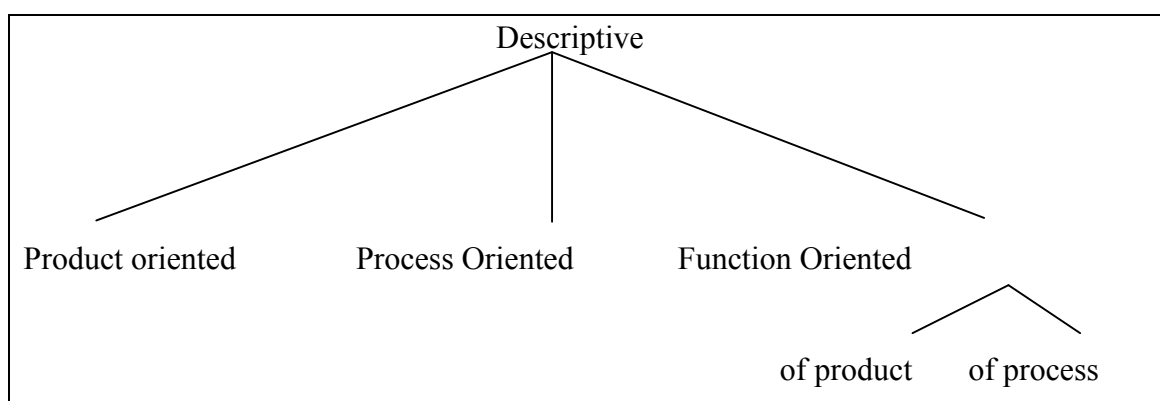 Descriptive
Product oriented Process Oriented Function Oriented
of product of process